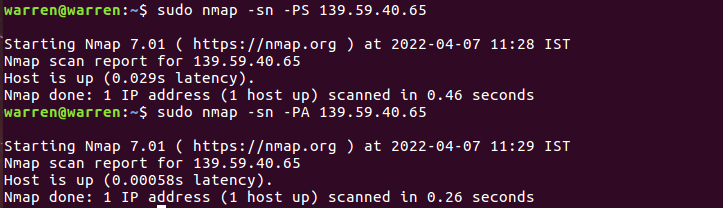 warren@warren:~$ sudo nmap -sn -PS 139.59.40.65
Starting Nmap 7.01 ( https://nmap.org ) at 2022-04-07 11:28 IST
Nmap scan report for 139.59.40.65
Host is up (0.029s latency).
Nmap done: 1 IP address (1 host up) scanned in 0.46 seconds
warren@warren:~$ sudo nmap -sn -PA 139.59.40.65
Starting Nmap 7.01 ( https://nmap.org ) at 2022-04-07 11:29 IST
Nmap scan report for 139.59.40.65
Host is up (0.00058s latency).
Nmap done: 1 IP address (1 host up) scanned in 0.26 seconds